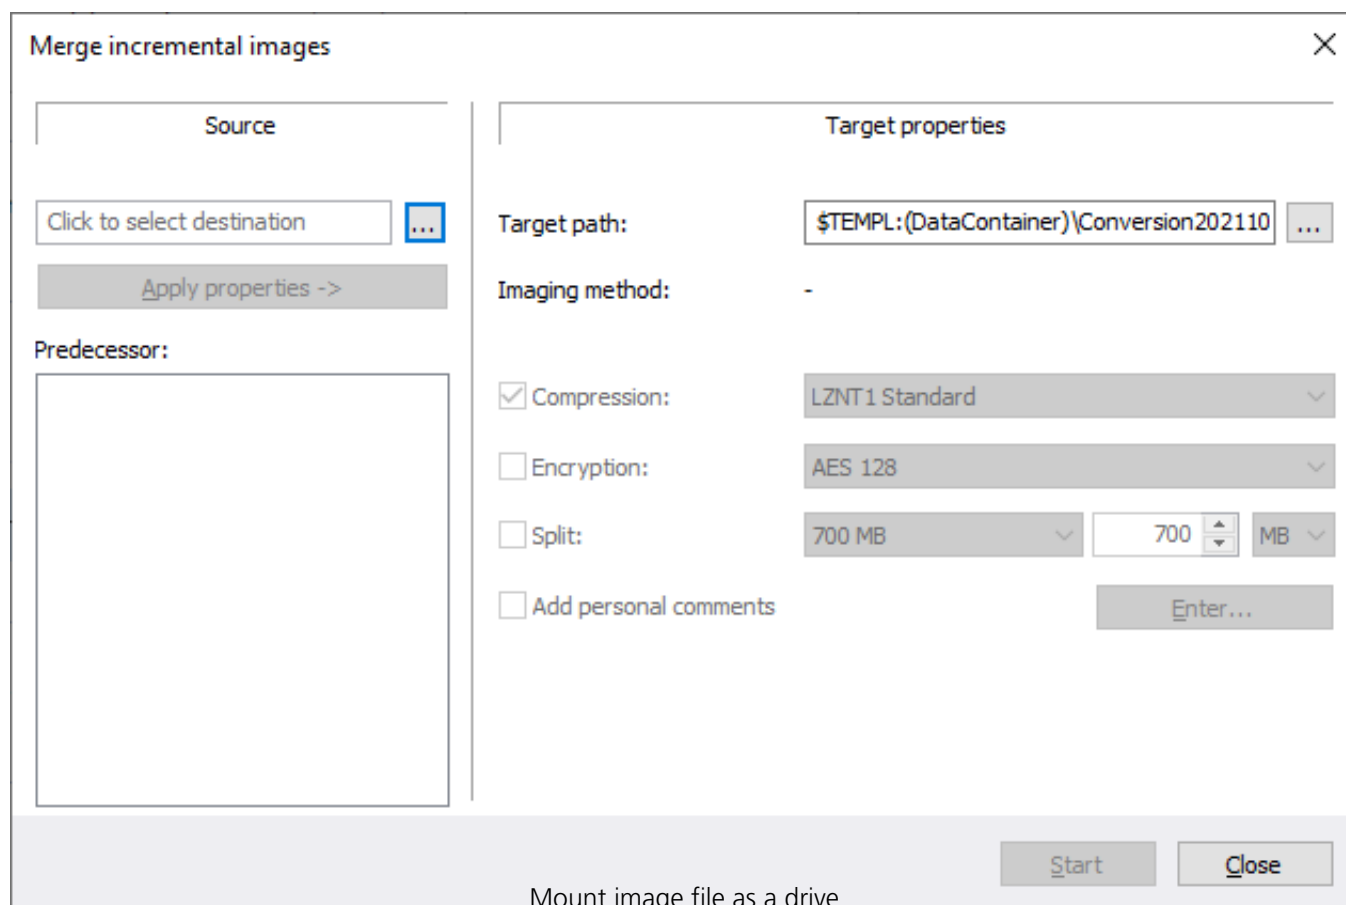 Merge incremental images
Source
Target properties
Click to select destination
...
Target path:
$TEMPL:(DataContainer)\Conversion202110
...
Apply properties ->
Imaging method:
-
Predecessor:
Compression:
LZNT1 Standard
Encryption:
AES 128
Split:
700 MB
700
MB
Add personal comments
Enter...
Start
Close
Mount image file as a drive